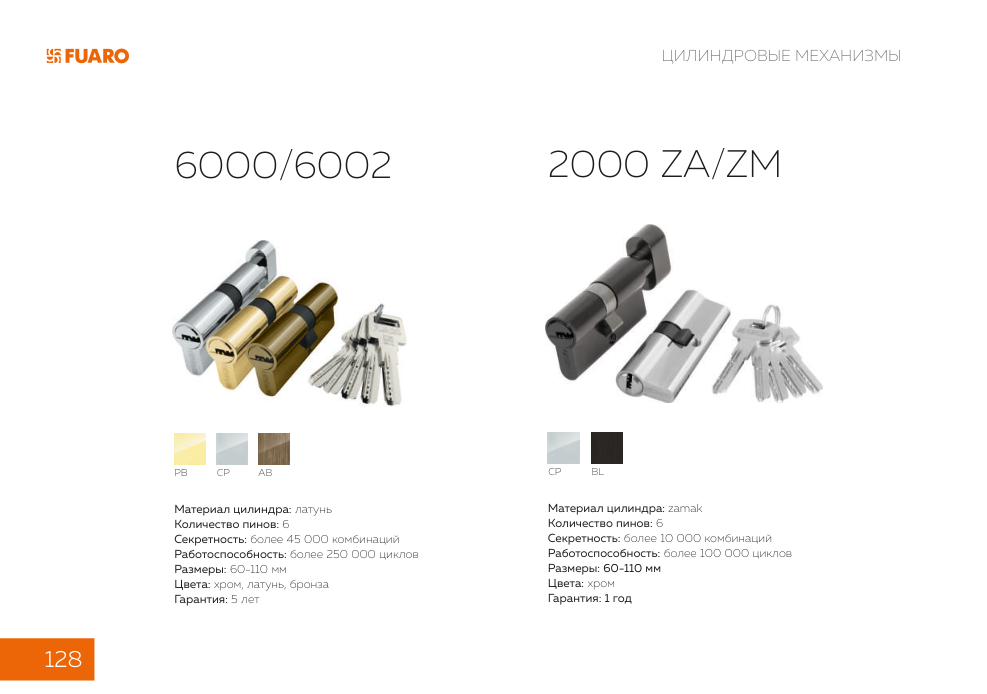 FUARO
ЦИЛИНДРОВЫЕ МЕХАНИЗМЫ
6000/6002
PB CP AB
Материал цилиндра: латунь
Количество пинов: 6
Секретность: более 45 000 комбинаций
Работоспособность: более 250 000 циклов
Размеры: 60-110 мм
Цвета: хром, латунь, бронза
Гарантия: 5 лет
2000 ZA/ZM
CP BL
Материал цилиндра: zamak
Количество пинов: 6
Секретность: более 10 000 комбинаций
Работоспособность: более 100 000 циклов
Размеры: 60-110 мм
Цвета: хром
Гарантия: 1 год
128